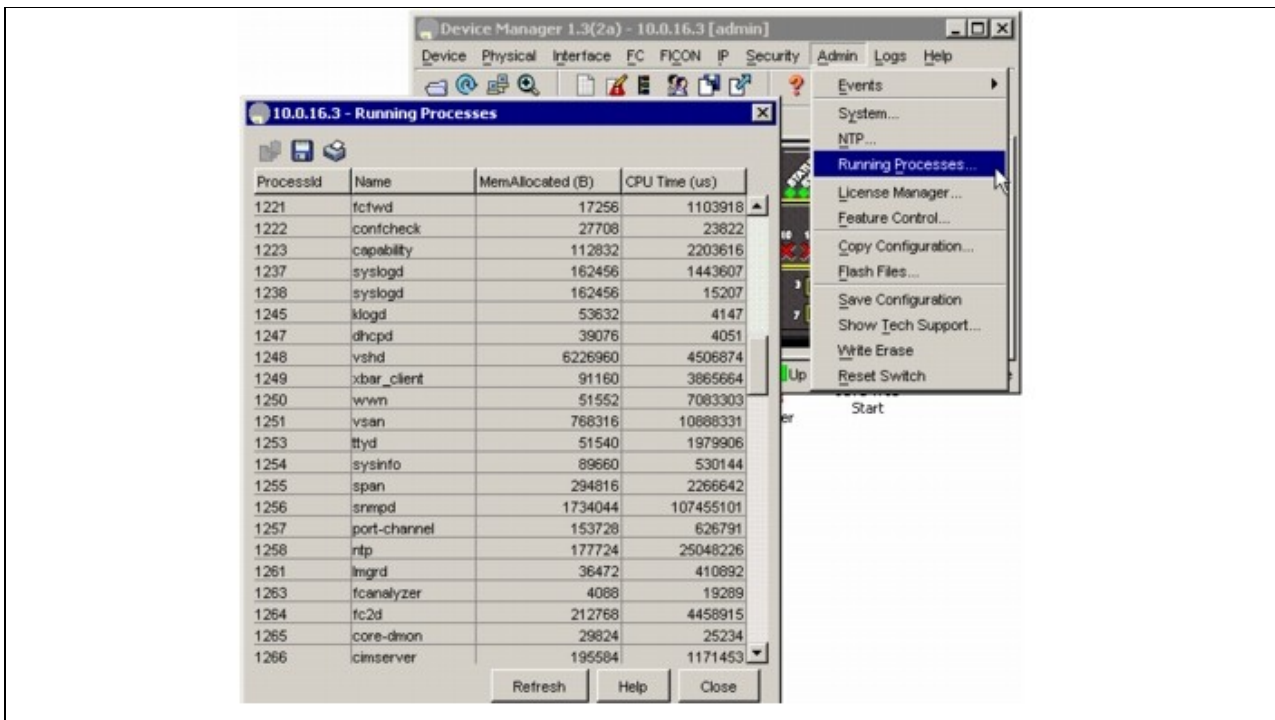 Device Manager 1.3(2a) - 10.0.16.3 [admin]
Device Physical Interface FC FICON IP Security Admin Logs Help
Events
System...
NTP...
Running Processes...
License Manager...
Feature Control...
Copy Configuration...
Flash Files...
Save Configuration
Show Tech Support...
Write Erase
Reset Switch
Up
Start
10.0.16.3 - Running Processes
ProcessId Name MemAllocated (B) CPU Time (us)
1221 fcfwd 17256 1103918
1222 confcheck 27708 23822
1223 capability 112832 2203616
1237 syslogd 162456 1443607
1238 syslogd 162456 15207
1245 klogd 53632 4147
1247 dhcpd 39076 4051
1248 vshd 6226960 4506874
1249 xbar_client 91160 3865664
1250 wwn 51552 7083303
1251 vsan 768316 10888331
1253 ttyd 51540 1979906
1254 sysinfo 89660 530144
1255 span 294816 2266642
1256 snmpd 1734044 107455101
1257 port-channel 153728 626791
1258 ntp 177724 25048226
1261 lmgrd 36472 410892
1263 fcanalyzer 4088 19289
1264 fc2d 212768 4458915
1265 core-dmon 29824 25234
1266 cimserver 195584 1171453
Refresh Help Close